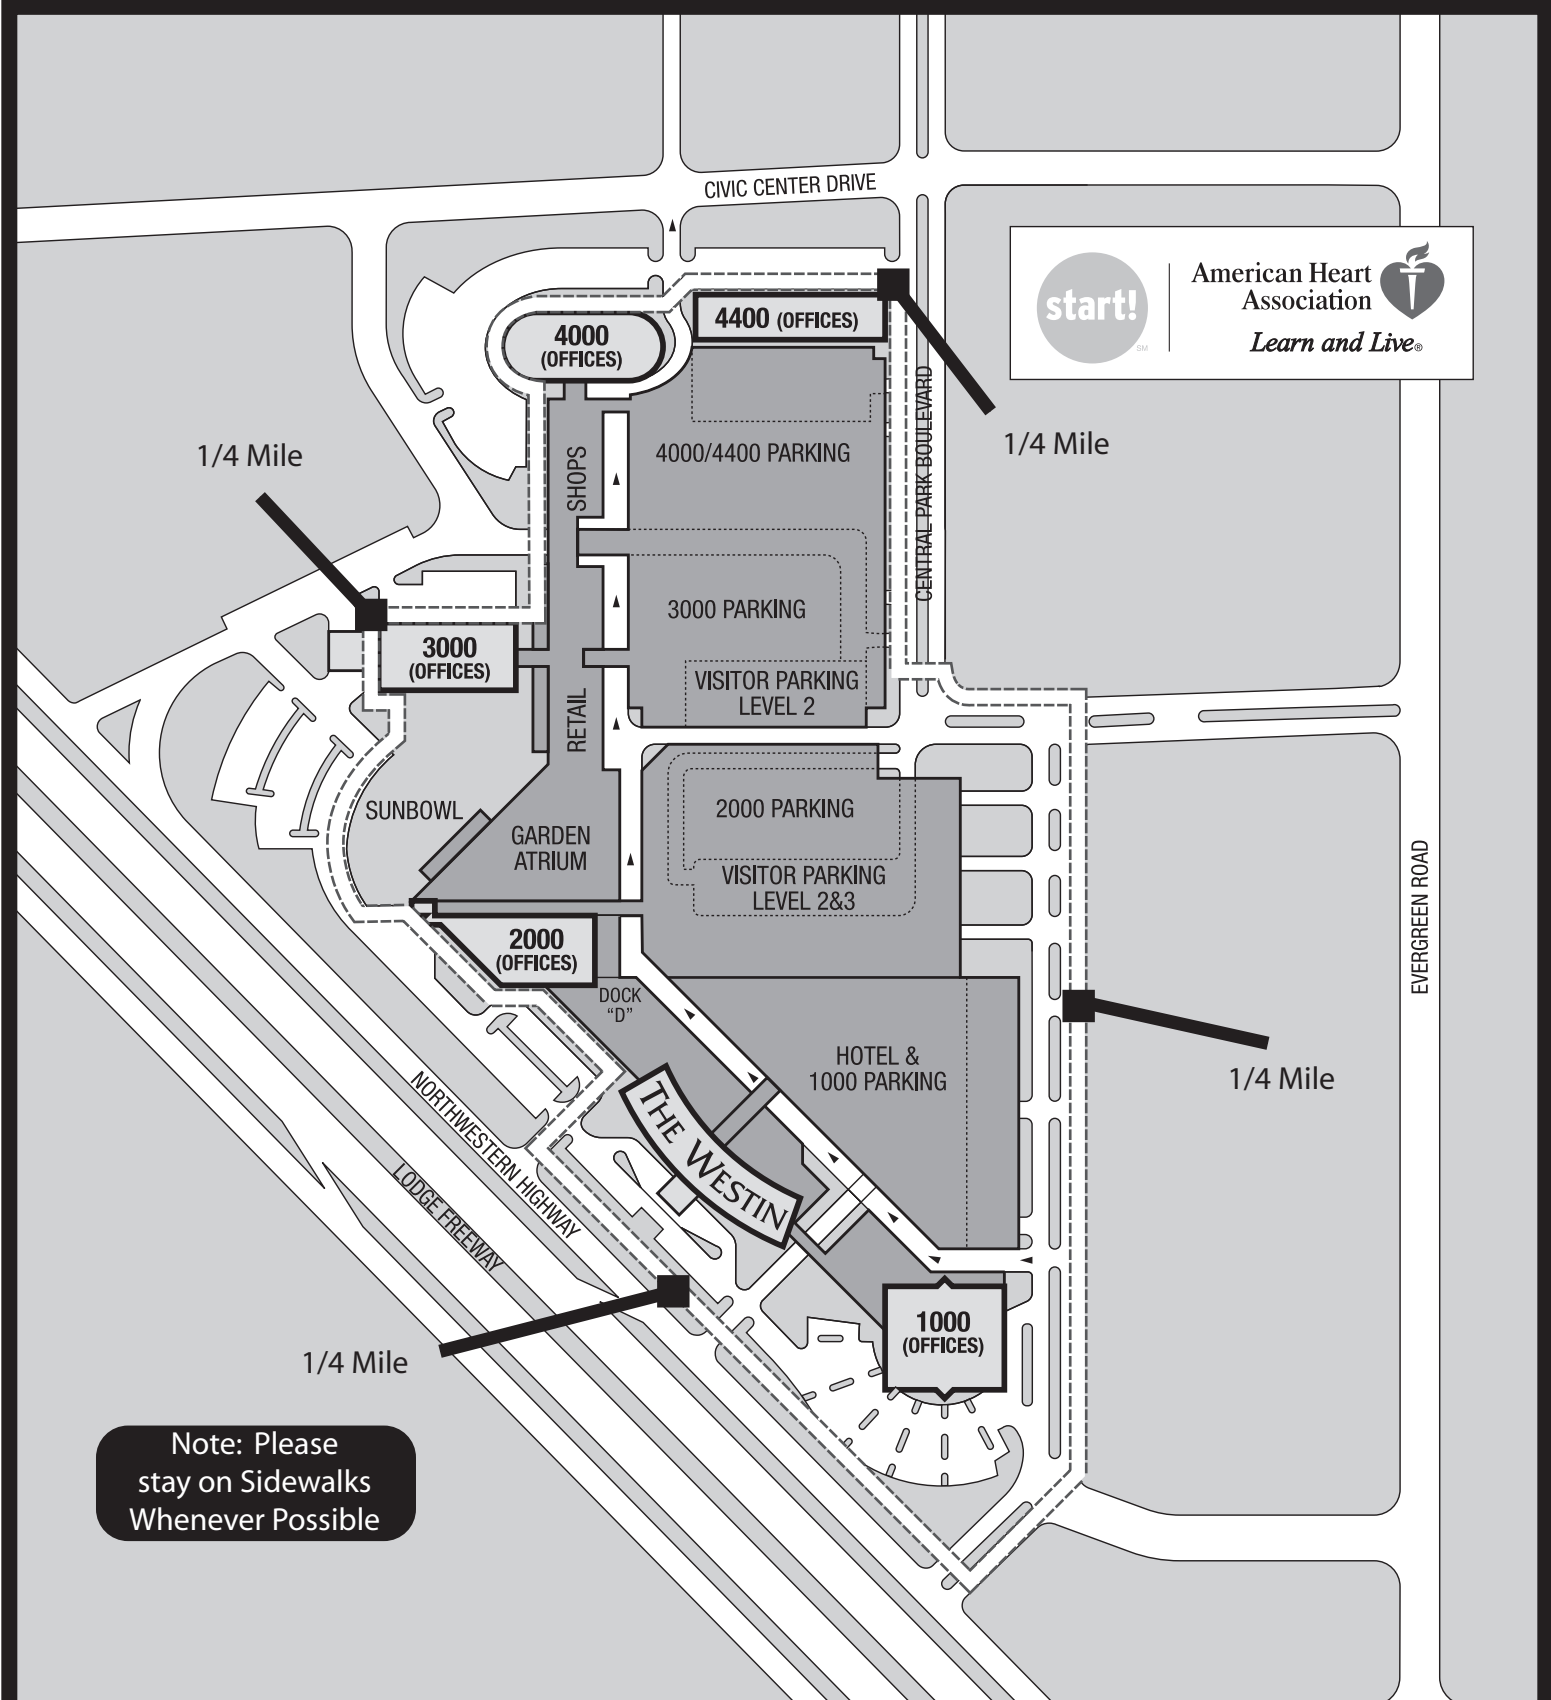 CIVIC CENTER DRIVE
start!
SM
American Heart
Association
Learn and Live®
4000
(OFFICES)
4400 (OFFICES)
CENTRAL PARK BOULEVARD
1/4 Mile
1/4 Mile
SHOPS
4000/4400 PARKING
3000 PARKING
3000
(OFFICES)
VISITOR PARKING
LEVEL 2
RETAIL
SUNBOWL
GARDEN
ATRIUM
2000 PARKING
VISITOR PARKING
LEVEL 2&3
EVERGREEN ROAD
2000
(OFFICES)
DOCK
“D”
HOTEL &
1000 PARKING
1/4 Mile
NORTHWESTERN HIGHWAY
LODGE FREEWAY
THE WESTIN
1000
(OFFICES)
1/4 Mile
Note: Please
stay on Sidewalks
Whenever Possible